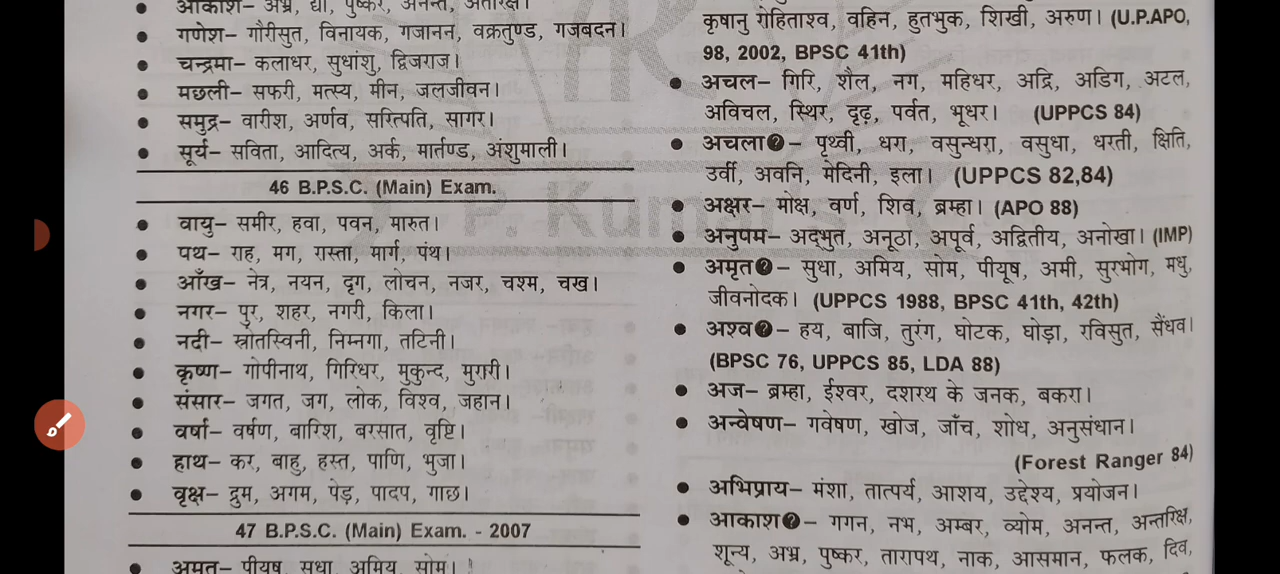 आकाश– अभ्र, द्यौ, पुष्कर, अनन्त, अंतरिक्ष।
• गणेश– गौरीसुत, विनायक, गजानन, वक्रतुण्ड, गजबदन।
• चन्द्रमा– कलाधर, सुधांशु, द्विजराज।
• मछली– सफरी, मत्स्य, मीन, जलजीवन।
• समुद्र– वारीश, अर्णव, सरित्पति, सागर।
• सूर्य– सविता, आदित्य, अर्क, मार्तण्ड, अंशुमाली।
46 B.P.S.C. (Main) Exam.
• वायु– समीर, हवा, पवन, मारुत।
• पथ– राह, मग, रास्ता, मार्ग, पंथ।
• आँख– नेत्र, नयन, दृग, लोचन, नजर, चश्म, चख।
• नगर– पुर, शहर, नगरी, किला।
• नदी– स्रोतस्विनी, निम्नगा, तटिनी।
• कृष्ण– गोपीनाथ, गिरिधर, मुकुन्द, मुरारी।
• संसार– जगत, जग, लोक, विश्व, जहान।
• वर्षा– वर्षण, बारिश, बरसात, वृष्टि।
• हाथ– कर, बाहु, हस्त, पाणि, भुजा।
• वृक्ष– द्रुम, अगम, पेड़, पादप, गाछ।
47 B.P.S.C. (Main) Exam. - 2007
• अमृत– पीयूष, सुधा, अमिय, सोम।
कृषानु रोहिताश्व, वहिन, हुतभुक, शिखी, अरुण। (U.P.APO,
98, 2002, BPSC 41th)
• अचल– गिरि, शैल, नग, महिधर, अद्रि, अडिग, अटल,
अविचल, स्थिर, दृढ़, पर्वत, भूधर। (UPPCS 84)
• अचला?– पृथ्वी, धरा, वसुन्धरा, वसुधा, धरती, क्षिति,
उर्वी, अवनि, मेदिनी, इला। (UPPCS 82,84)
• अक्षर– मोक्ष, वर्ण, शिव, ब्रम्हा। (APO 88)
• अनुपम– अद्भुत, अनूठा, अपूर्व, अद्वितीय, अनोखा। (IMP)
• अमृत?– सुधा, अमिय, सोम, पीयूष, अमी, सुरभोग, मधु,
जीवनोदक। (UPPCS 1988, BPSC 41th, 42th)
• अश्व?– हय, बाजि, तुरंग, घोटक, घोड़ा, रविसुत, सैंधव।
(BPSC 76, UPPCS 85, LDA 88)
• अज– ब्रम्हा, ईश्वर, दशरथ के जनक, बकरा।
• अन्वेषण– गवेषण, खोज, जाँच, शोध, अनुसंधान।
(Forest Ranger 84)
• अभिप्राय– मंशा, तात्पर्य, आशय, उद्देश्य, प्रयोजन।
• आकाश?– गगन, नभ, अम्बर, व्योम, अनन्त, अन्तरिक्ष,
शून्य, अभ्र, पुष्कर, तारापथ, नाक, आसमान, फलक, दिव,
P. Kumar's